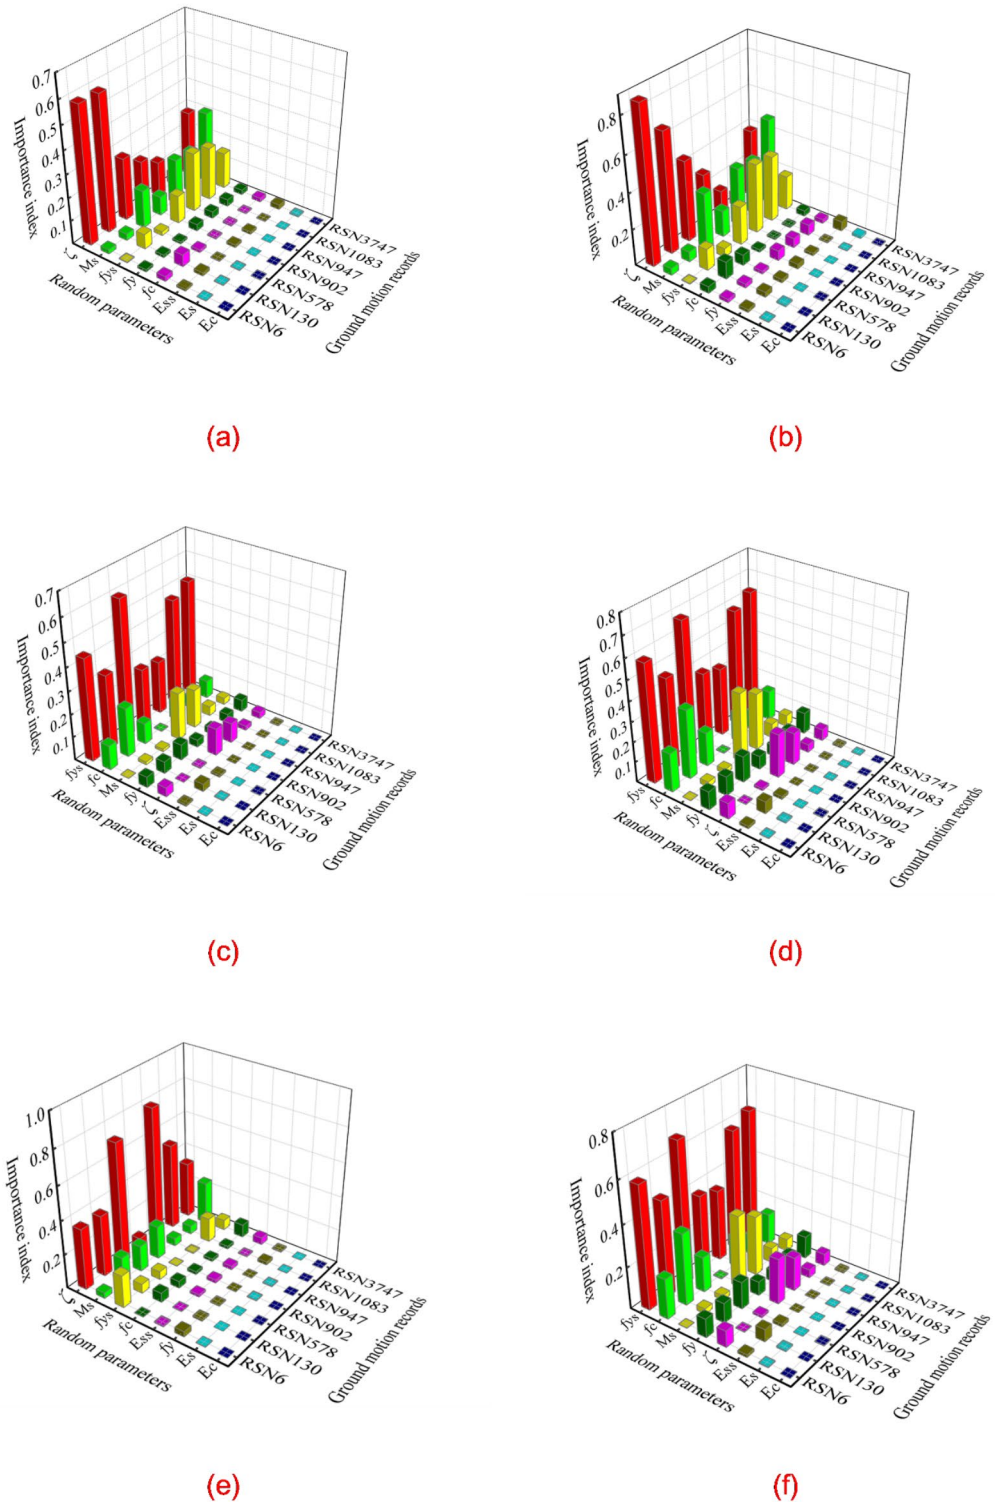 0.7
0.6
0.5
0.4
0.3
0.2
0.1
Importance index
ζ
Ms
fys
fy
fc
Ess
Es
Ec
Random parameters
RSN3747
RSN1083
RSN947
RSN902
RSN578
RSN130
RSN6
Ground motion records
(a)
0.8
0.6
0.4
0.2
Importance index
ζ
Ms
fys
fc
fy
Ess
Es
Ec
Random parameters
RSN3747
RSN1083
RSN947
RSN902
RSN578
RSN130
RSN6
Ground motion records
(b)
0.7
0.6
0.5
0.4
0.3
0.2
0.1
Importance index
fys
fc
Ms
fy
ζ
Ess
Es
Ec
Random parameters
RSN3747
RSN1083
RSN947
RSN902
RSN578
RSN130
RSN6
Ground motion records
(c)
0.8
0.7
0.6
0.5
0.4
0.3
0.2
0.1
Importance index
fys
fc
Ms
fy
ζ
Ess
Es
Ec
Random parameters
RSN3747
RSN1083
RSN947
RSN902
RSN578
RSN130
RSN6
Ground motion records
(d)
1.0
0.8
0.6
0.4
0.2
Importance index
ζ
Ms
fys
fc
Ess
fy
Es
Ec
Random parameters
RSN3747
RSN1083
RSN947
RSN902
RSN578
RSN130
RSN6
Ground motion records
(e)
0.8
0.6
0.4
0.2
Importance index
fys
fc
Ms
fy
ζ
Ess
Es
Ec
Random parameters
RSN3747
RSN1083
RSN947
RSN902
RSN578
RSN130
RSN6
Ground motion records
(f)